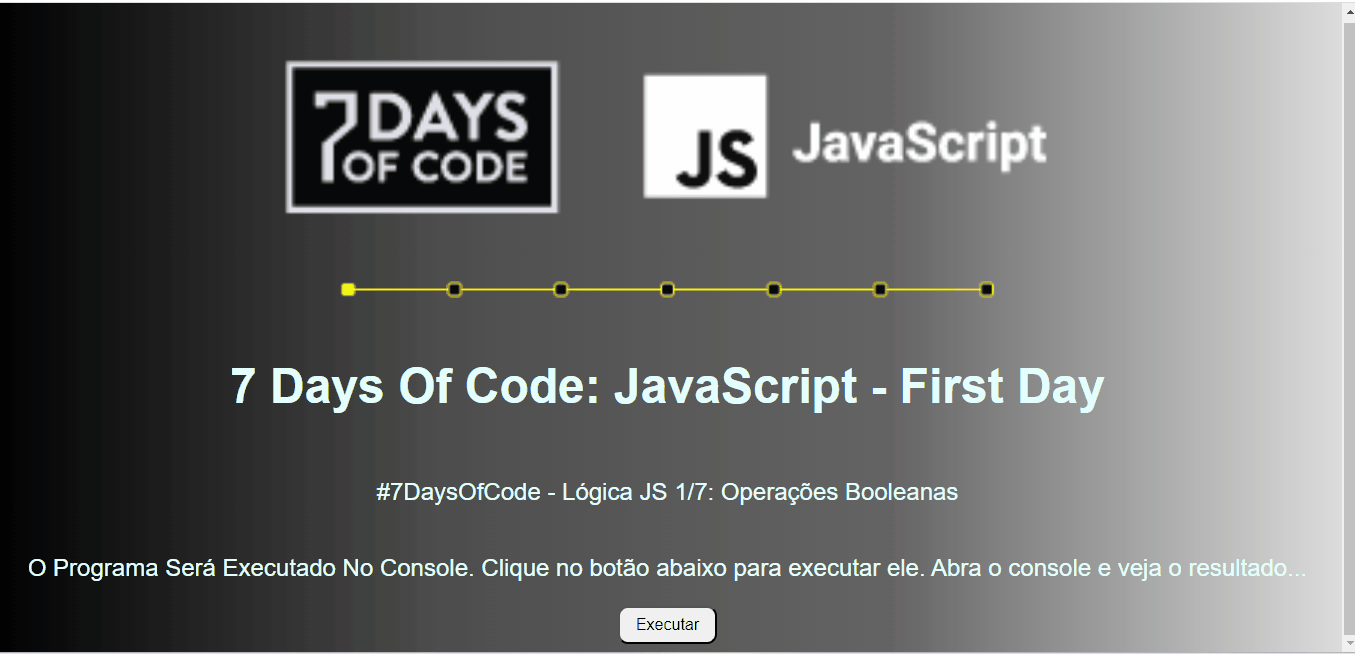 7 DAYS
OF CODE
JS
JavaScript
7 Days Of Code: JavaScript - First Day
#7DaysOfCode - Lógica JS 1/7: Operações Booleanas
O Programa Será Executado No Console. Clique no botão abaixo para executar ele. Abra o console e veja o resultado...
Executar